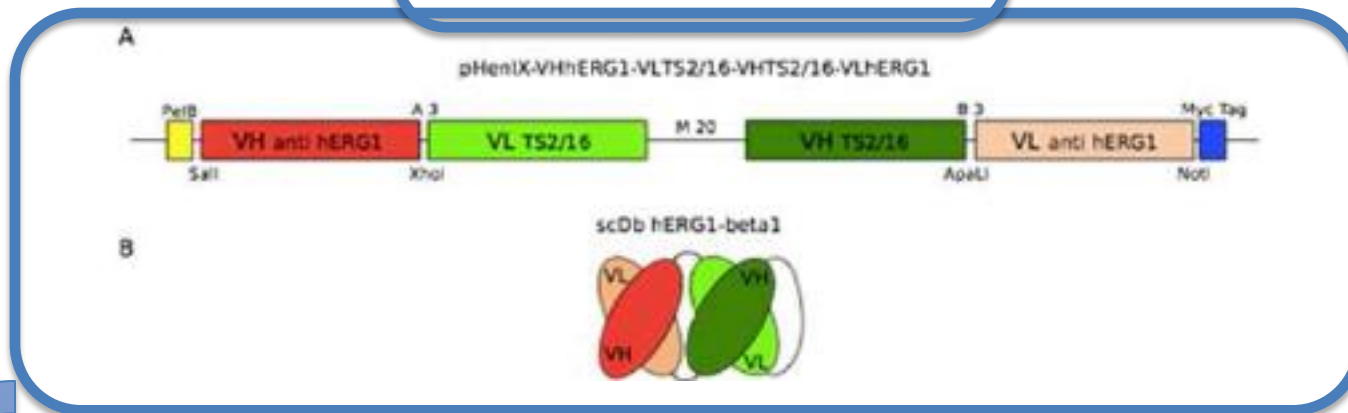 A
pHenIX-VHhERG1-VLTS2/16-VHTS2/16-VLhERG1
PelB A 3 M 20 B 3 Myc Tag
VH anti hERG1 VL TS2/16 VH TS2/16 VL anti hERG1
SalI XhoI ApaLI NotI
scDb hERG1-beta1
B
VL VH
VH VL